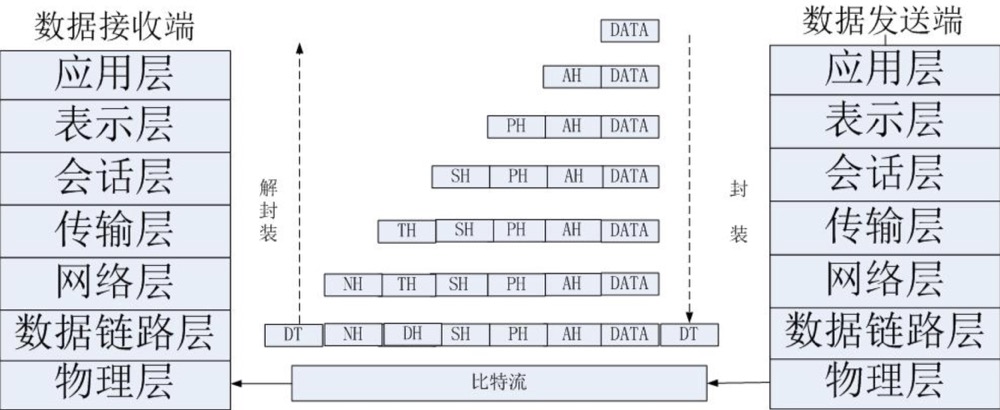 数据接收端
数据发送端
DATA
应用层
AH DATA
应用层
表示层
PH AH DATA
表示层
会话层
SH PH AH DATA
会话层
解封装
封装
传输层
TH SH PH AH DATA
传输层
网络层
NH TH SH PH AH DATA
网络层
数据链路层
DT NH DH SH PH AH DATA DT
数据链路层
物理层
比特流
物理层